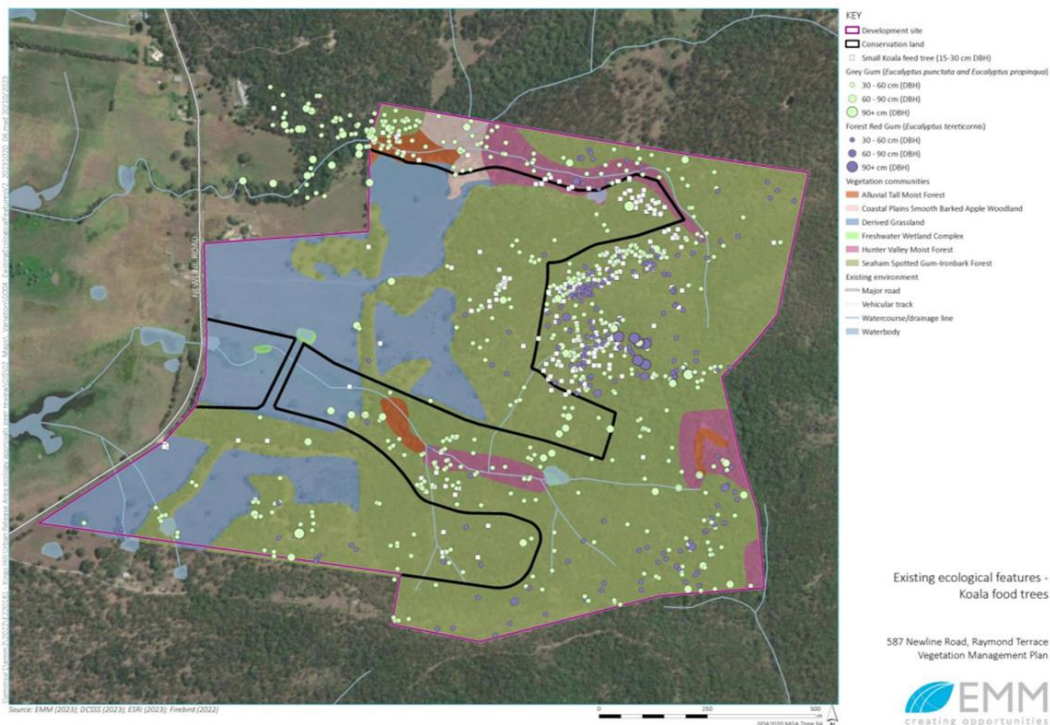 KEY
Development site
Conservation land
Small Koala feed tree (15-30 cm DBH)
Grey Gum (Eucalyptus punctata and Eucalyptus propinqua)
30 - 60 cm (DBH)
60 - 90 cm (DBH)
90+ cm (DBH)
Forest Red Gum (Eucalyptus tereticornis)
30 - 60 cm (DBH)
60 - 90 cm (DBH)
90+ cm (DBH)
Vegetation communities
Alluvial Tall Moist Forest
Coastal Plains Smooth Barked Apple Woodland
Derived Grassland
Freshwater Wetland Complex
Hunter Valley Moist Forest
Seaham Spotted Gum-Ironbark Forest
Existing environment
Major road
Vehicular track
Watercourse/drainage line
Waterbody
ROAD
Existing ecological features -
Koala food trees
587 Newline Road, Raymond Terrace
Vegetation Management Plan
EMM
creating opportunities
Source: EMM (2023); DCSSS (2023); ESRI (2023); Firebird (2022)
0 250 500
GDA2020 MGA Zone 56
N